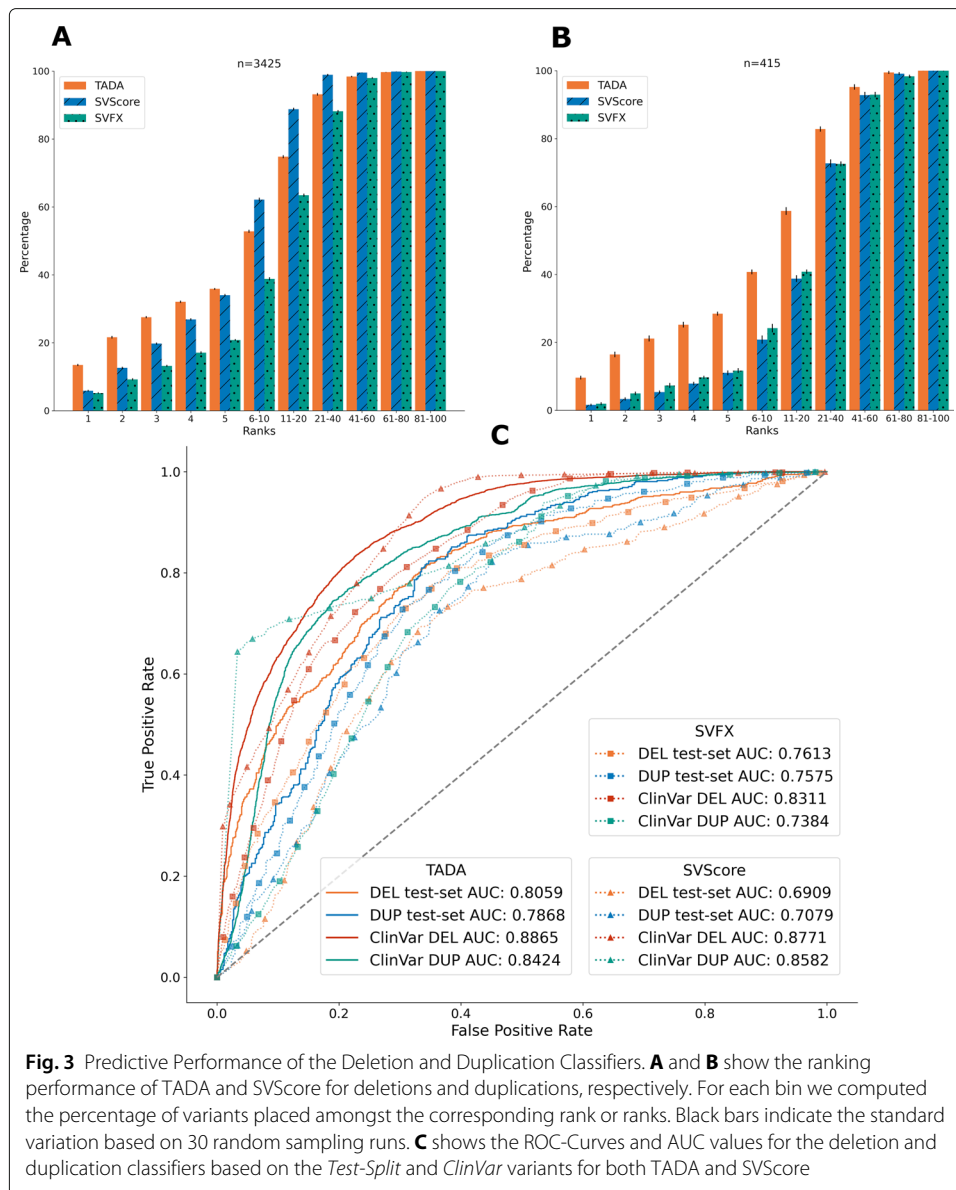 A
n=3425
100
80
60
40
20
0
Percentage
TADA
SVScore
SVFX
1 2 3 4 5 6-10 11-20 21-40 41-60 61-80 81-100
Ranks
B
n=415
100
80
60
40
20
0
Percentage
TADA
SVScore
SVFX
1 2 3 4 5 6-10 11-20 21-40 41-60 61-80 81-100
Ranks
C
1.0
0.8
0.6
0.4
0.2
0.0
True Positive Rate
SVFX
DEL test-set AUC: 0.7613
DUP test-set AUC: 0.7575
ClinVar DEL AUC: 0.8311
ClinVar DUP AUC: 0.7384
TADA
DEL test-set AUC: 0.8059
DUP test-set AUC: 0.7868
ClinVar DEL AUC: 0.8865
ClinVar DUP AUC: 0.8424
SVScore
DEL test-set AUC: 0.6909
DUP test-set AUC: 0.7079
ClinVar DEL AUC: 0.8771
ClinVar DUP AUC: 0.8582
0.0 0.2 0.4 0.6 0.8 1.0
False Positive Rate
Fig. 3 Predictive Performance of the Deletion and Duplication Classifiers. A and B show the ranking
performance of TADA and SVScore for deletions and duplications, respectively. For each bin we computed
the percentage of variants placed amongst the corresponding rank or ranks. Black bars indicate the standard
variation based on 30 random sampling runs. C shows the ROC-Curves and AUC values for the deletion and
duplication classifiers based on the Test-Split and ClinVar variants for both TADA and SVScore